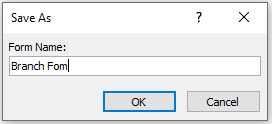 Save As ? ×
Form Name:
Branch Fom
OK Cancel